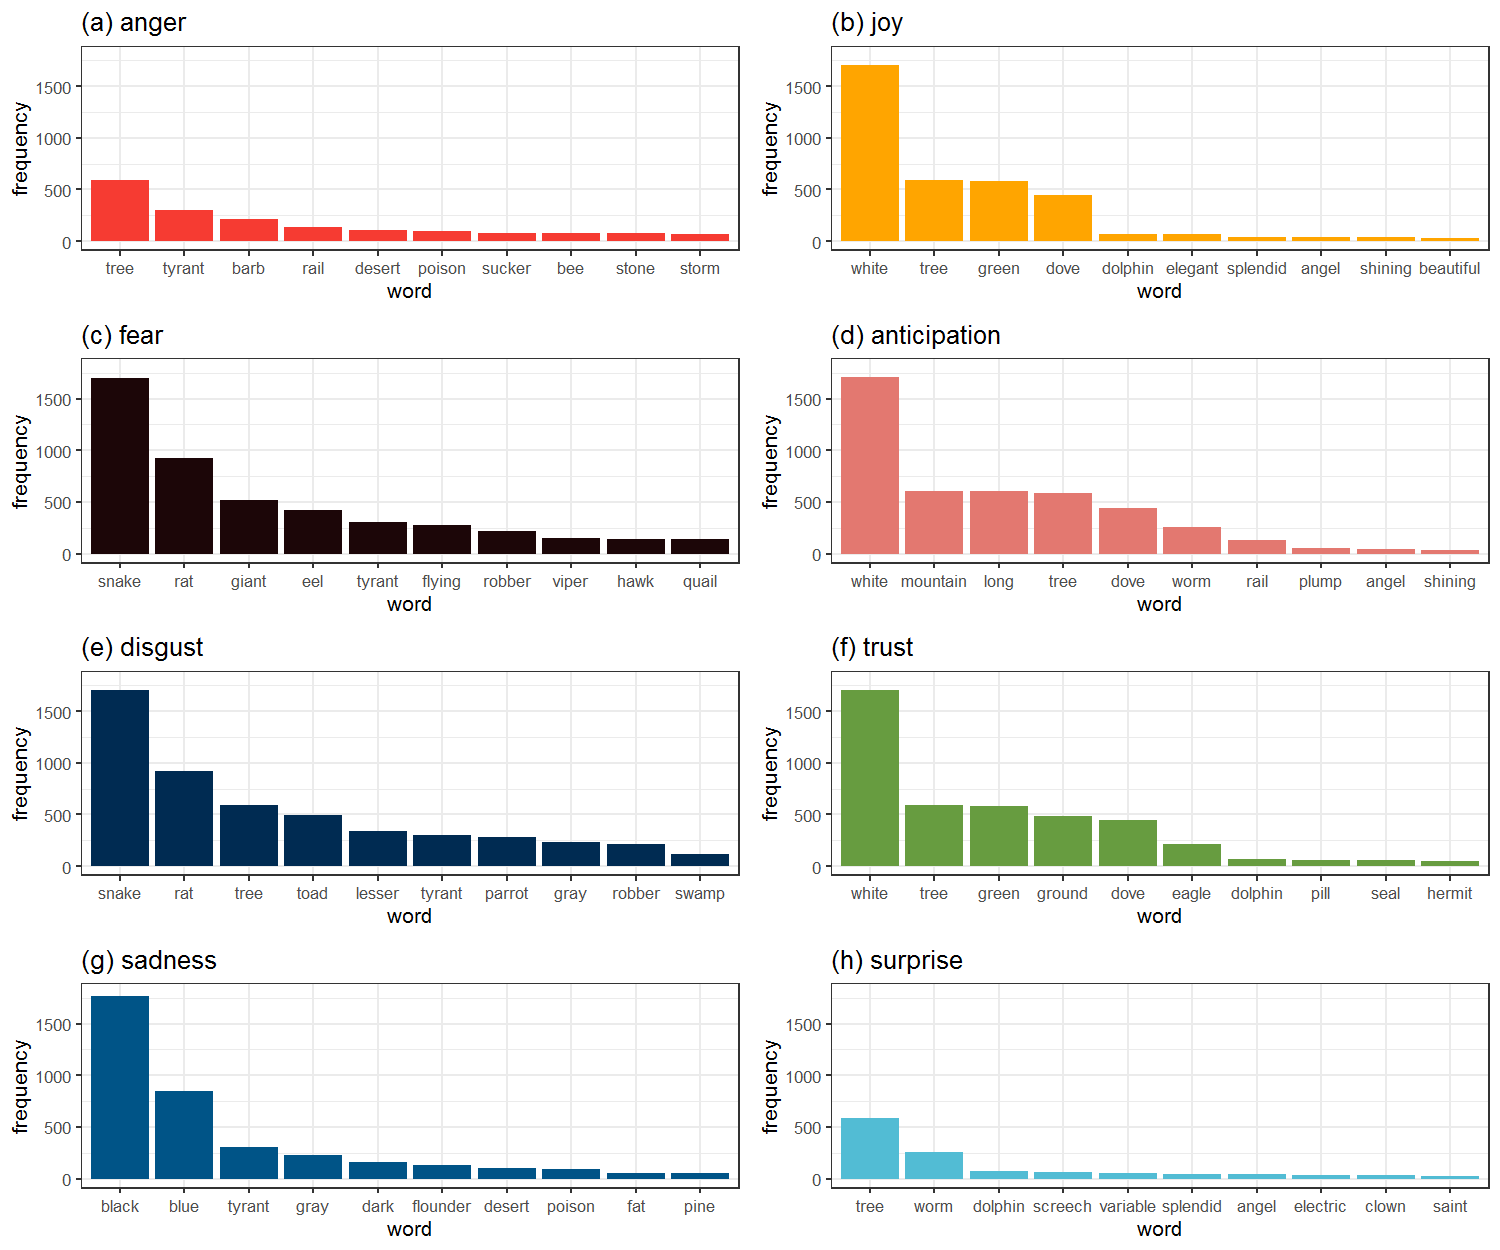 (a) anger
frequency
1500
1000
500
0
tree tyrant barb rail desert poison sucker bee stone storm
word
(b) joy
frequency
1500
1000
500
0
white tree green dove dolphin elegant splendid angel shining beautiful
word
(c) fear
frequency
1500
1000
500
0
snake rat giant eel tyrant flying robber viper hawk quail
word
(d) anticipation
frequency
1500
1000
500
0
white mountain long tree dove worm rail plump angel shining
word
(e) disgust
frequency
1500
1000
500
0
snake rat tree toad lesser tyrant parrot gray robber swamp
word
(f) trust
frequency
1500
1000
500
0
white tree green ground dove eagle dolphin pill seal hermit
word
(g) sadness
frequency
1500
1000
500
0
black blue tyrant gray dark flounder desert poison fat pine
word
(h) surprise
frequency
1500
1000
500
0
tree worm dolphin screech variable splendid angel electric clown saint
word